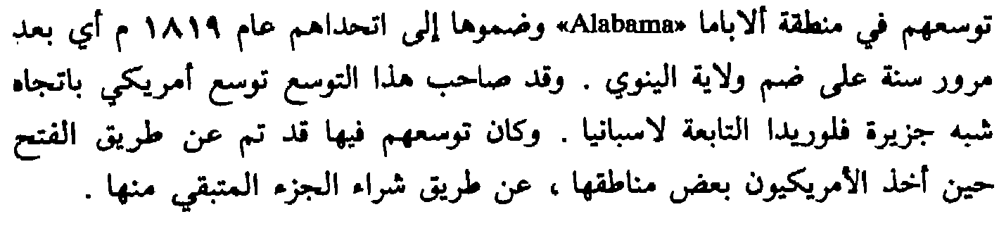 توسعهم في منطقة ألاباما «Alabama» وضموها إلى اتحداهم عام ١٨١٩ م أي بعد
مرور سنة على ضم ولاية الينوي . وقد صاحب هذا التوسع توسع أمريكي باتجاه
شبه جزيرة فلوريدا التابعة لاسبانيا . وكان توسعهم فيها قد تم عن طريق الفتح
حين أخذ الأمريكيون بعض مناطقها ، عن طريق شراء الجزء المتبقي منها .